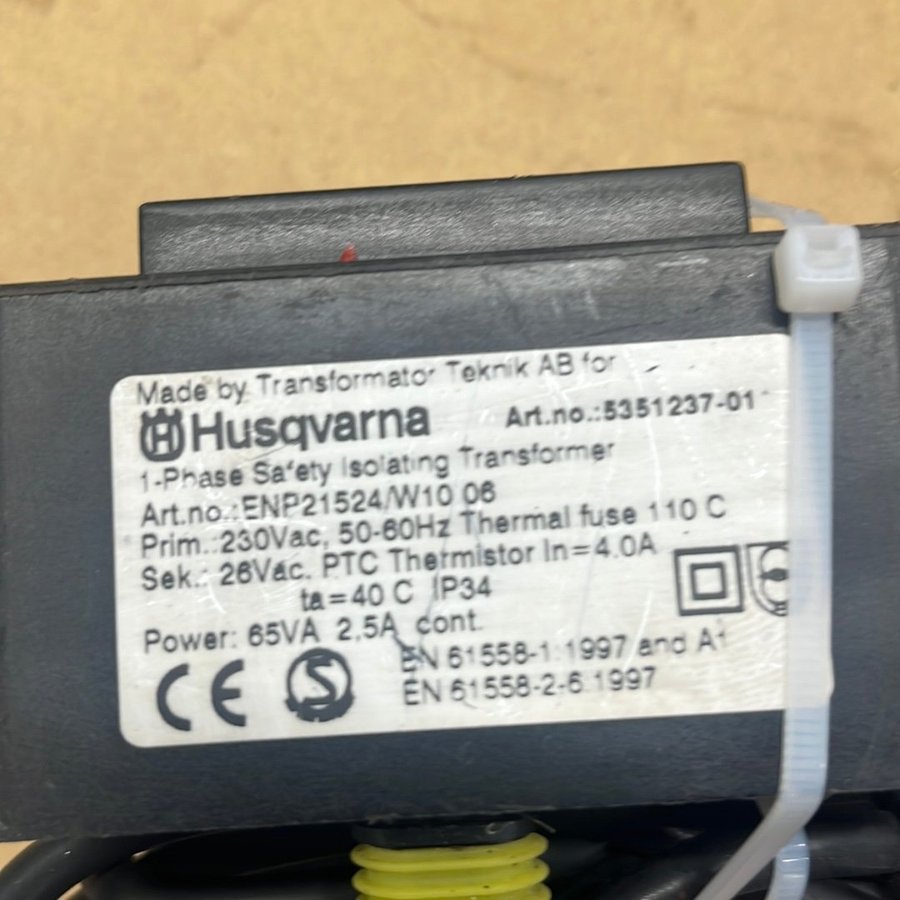 Made by Transformator Teknik AB for
Husqvarna Art.no.:5351237-01
1-Phase Safety Isolating Transformer
Art.no.:ENP21524/W10 06
Prim.:230Vac, 50-60Hz Thermal fuse 110 C
Sek.: 26Vac. PTC Thermistor In=4.0A
ta=40 C IP34
Power: 65VA 2.5A cont.
EN 61558-1:1997 and A1
CE S EN 61558-2-6:1997